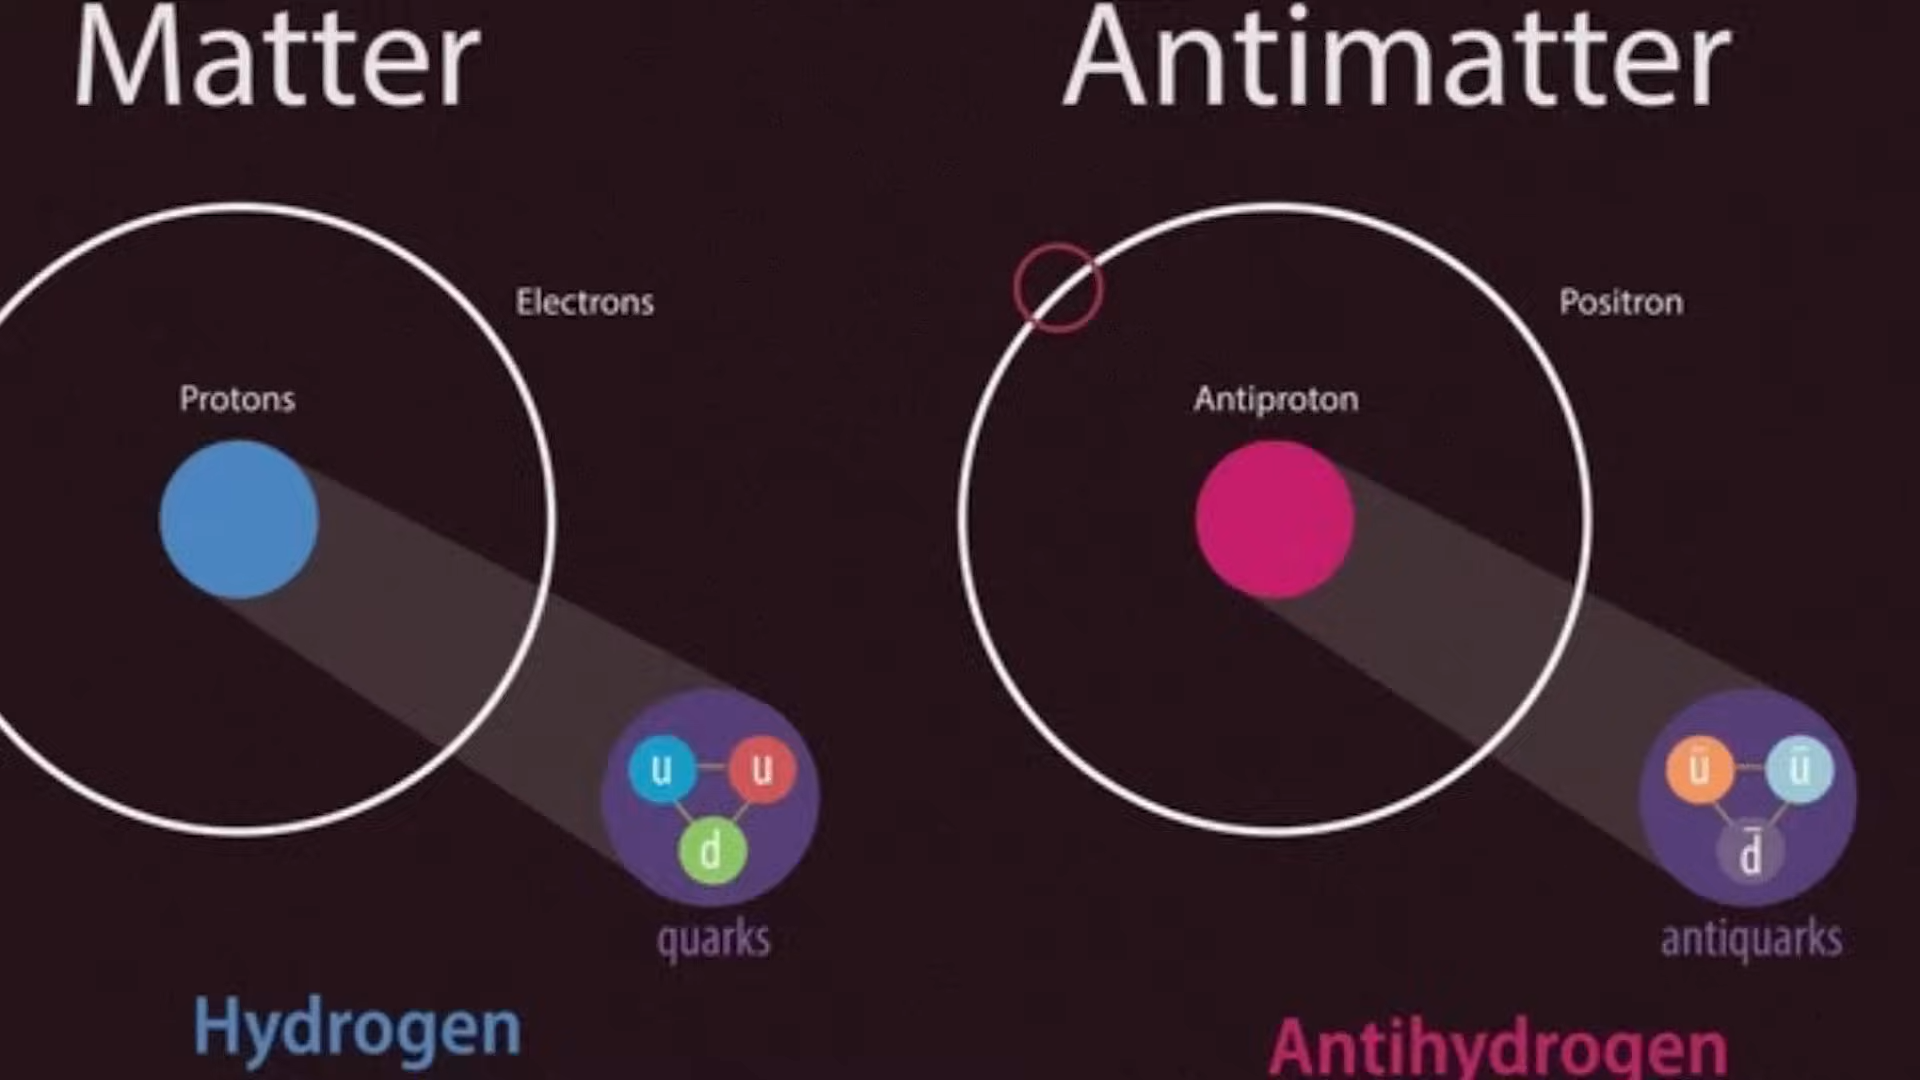 Matter
Antimatter
Electrons
Positron
Protons
Antiproton
u u
d
ū ū
d̄
quarks
antiquarks
Hydrogen
Antihydrogen